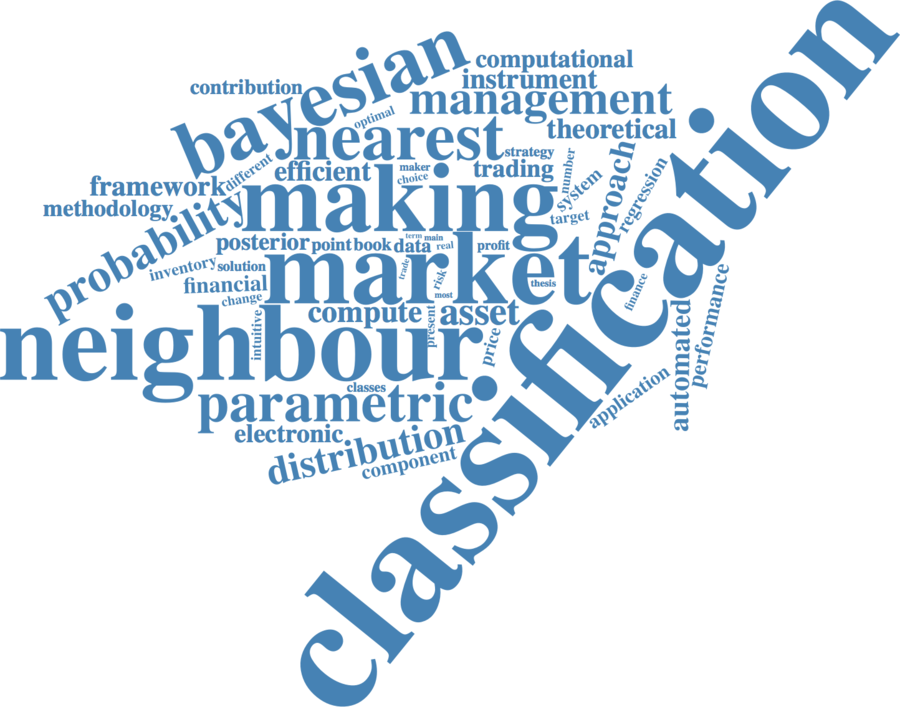 classification
bayesian
computational
instrument
contribution
management
optimal
nearest
theoretical
strategy
number
different
efficient
maker
choice
trading
system
approach
regression
framework
making
target
methodology
probability
posterior
point
book
data
term
main
real
profit
inventory
solution
market
trade
risk
most
thesis
finance
financial
change
compute
asset
present
intuitive
price
neighbour
automated
performance
classes
parametric
application
electronic
distribution
component